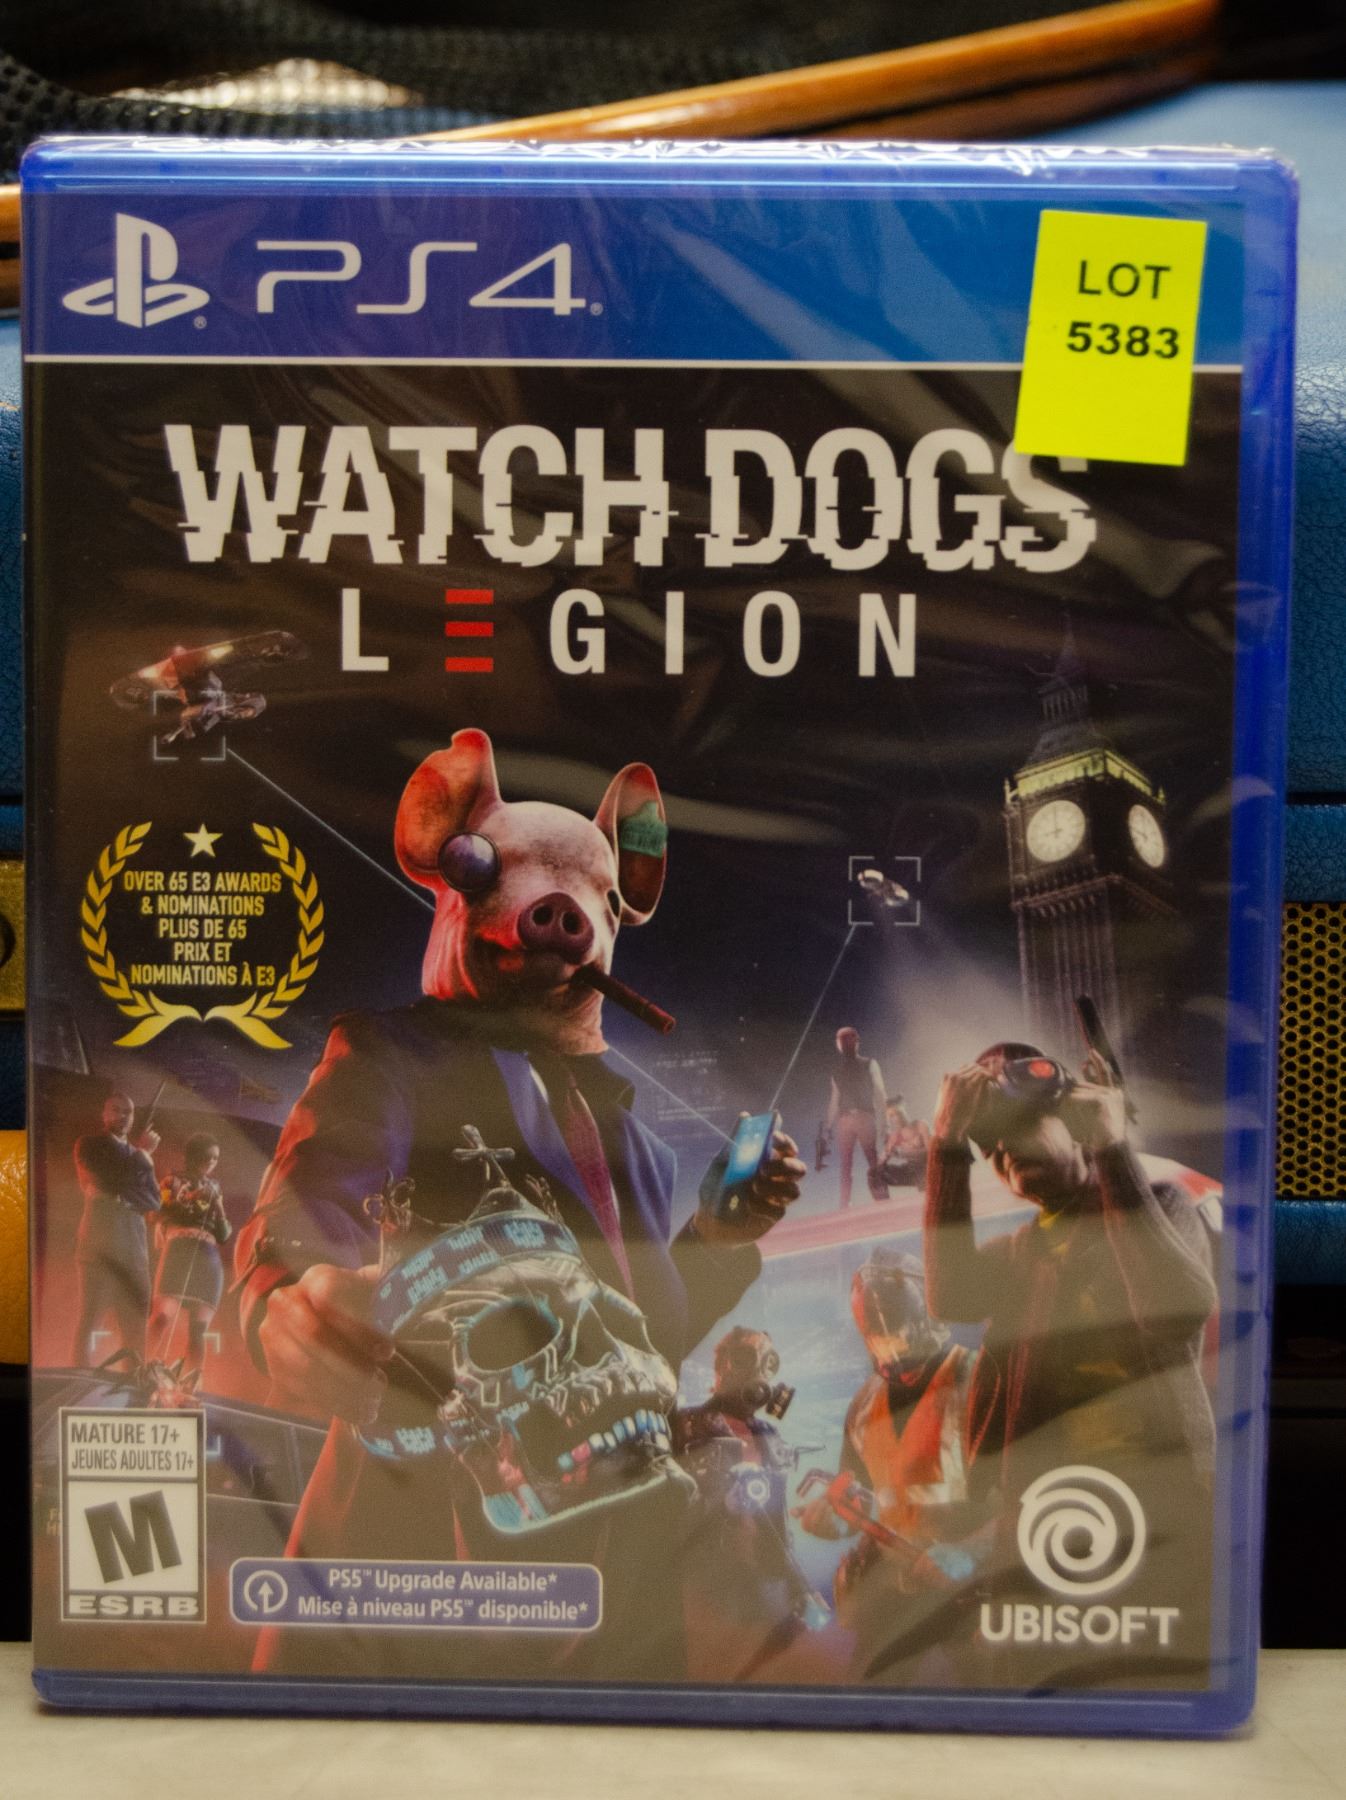 PS4
LOT
5383
WATCH DOGS
LEGION
OVER 65 E3 AWARDS
& NOMINATIONS
PLUS DE 65
PRIX ET
NOMINATIONS À E3
MATURE 17+
JEUNES ADULTES 17+
M
ESRB
PS5™ Upgrade Available*
Mise à niveau PS5™ disponible*
UBISOFT